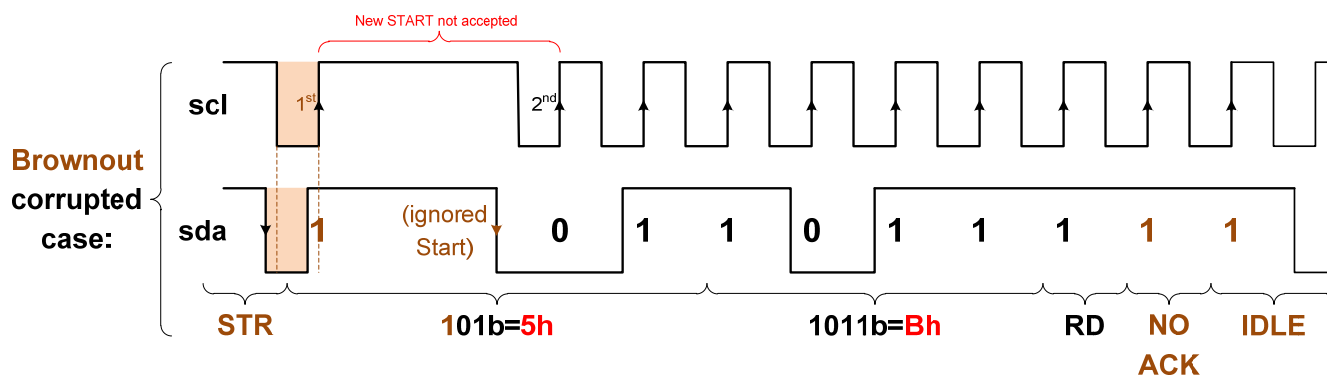 New START not accepted
scl
1st
2nd
Brownout
corrupted
case:
sda
1
(ignored
Start)
0
1
1
0
1
1
1
1
1
STR
101b=5h
1011b=Bh
RD
NO
ACK
IDLE